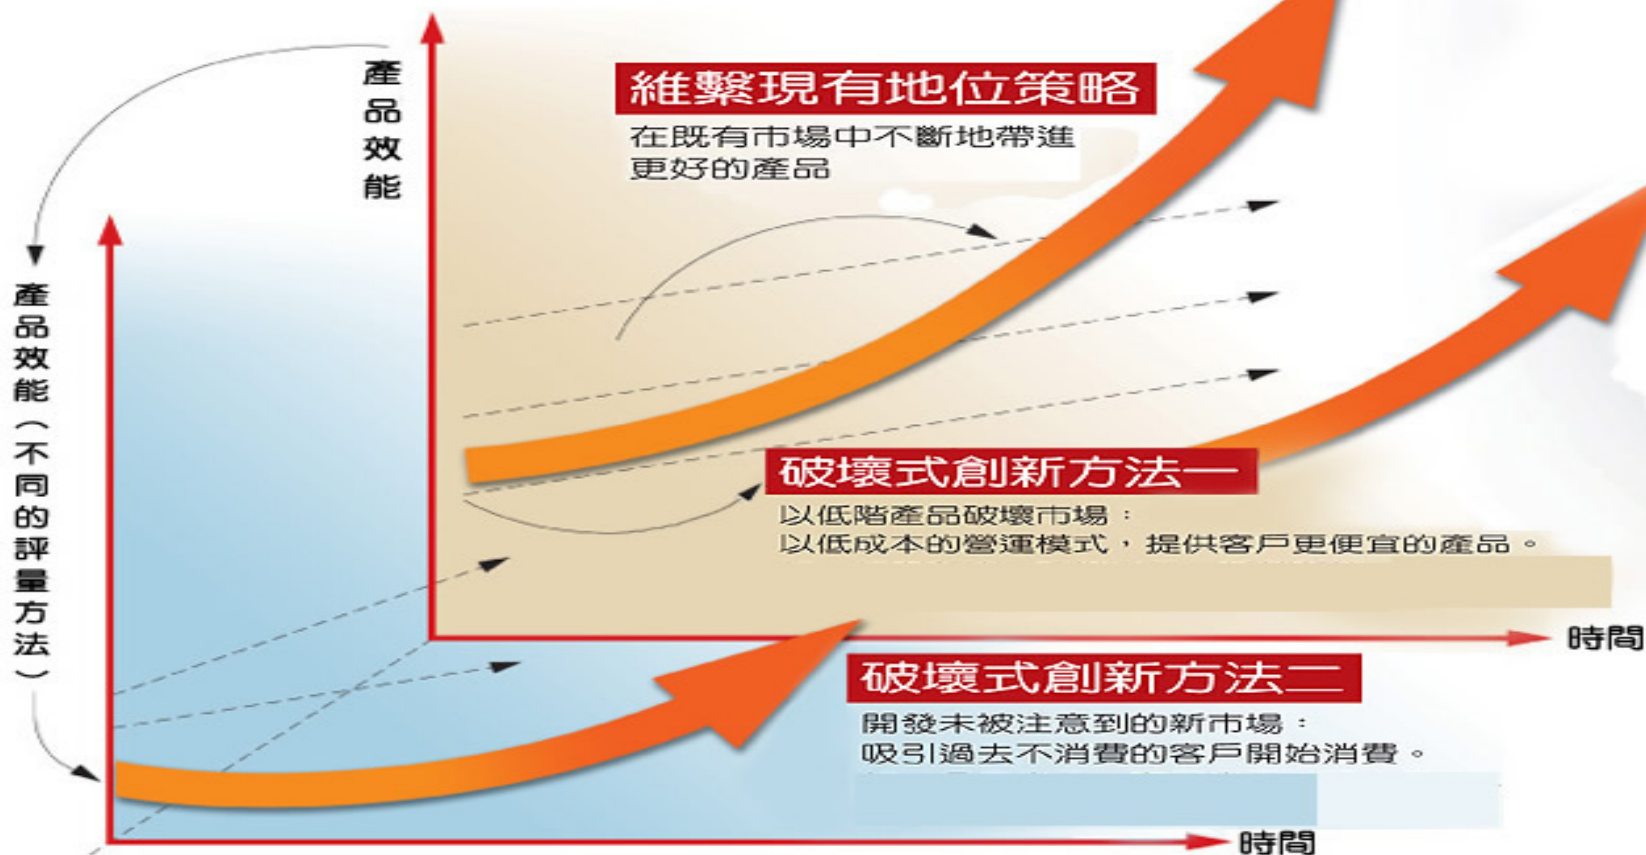 產品效能
維繫現有地位策略
在既有市場中不斷地帶進
更好的產品
產品效能（不同的評量方法）
破壞式創新方法一
以低階產品破壞市場：
以低成本的營運模式，提供客戶更便宜的產品。
時間
破壞式創新方法二
開發未被注意到的新市場：
吸引過去不消費的客戶開始消費。
時間